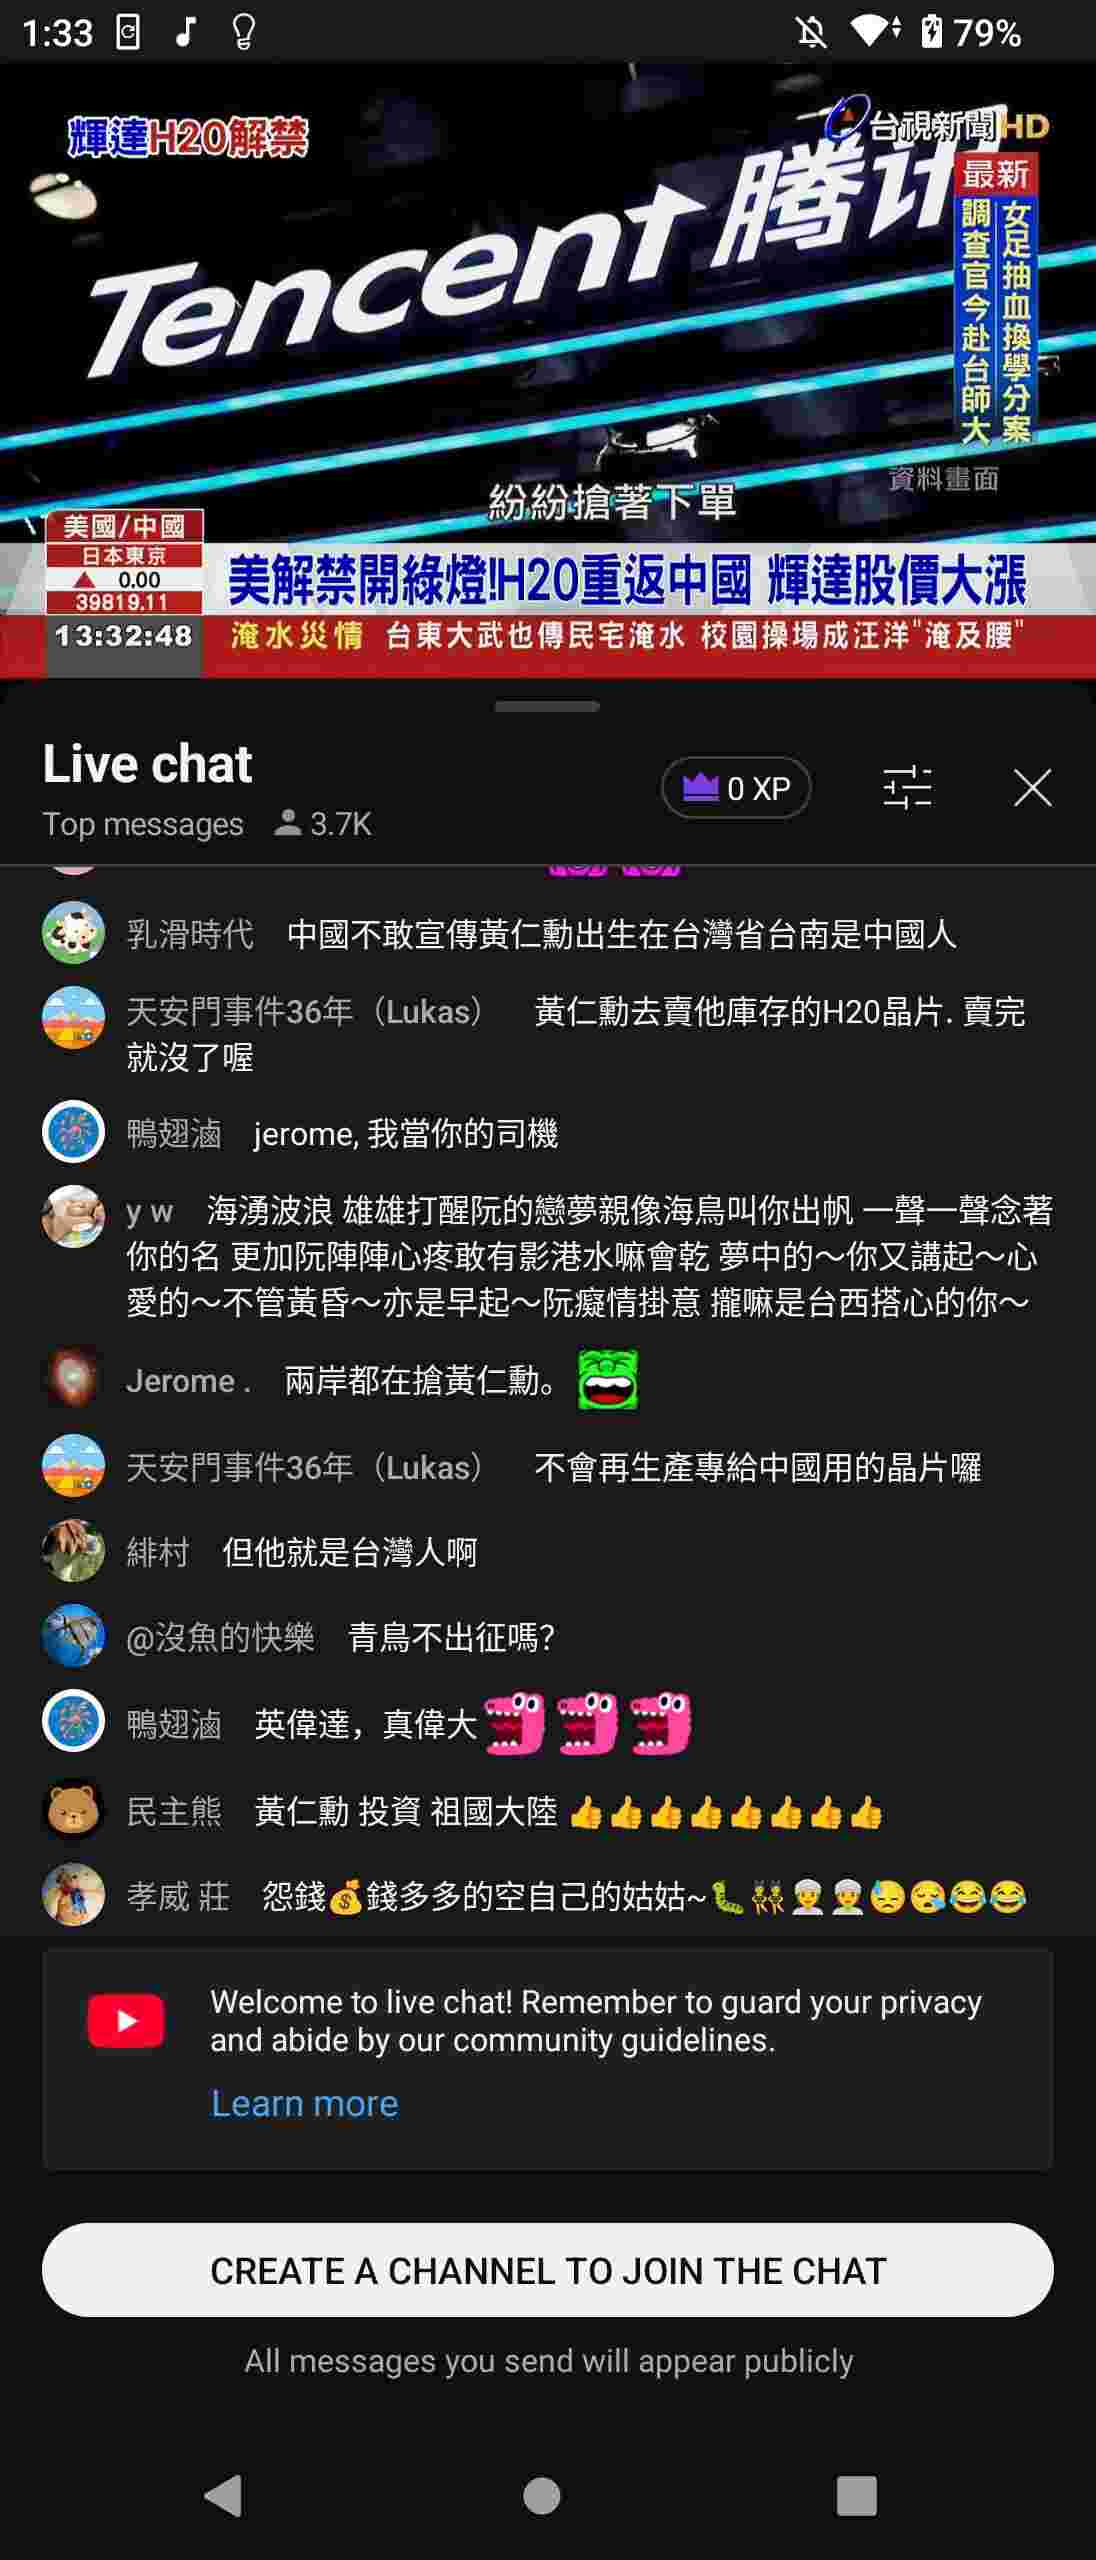 1:33
79%
輝達H20解禁
台視新聞HD
Tencent 腾讯
最新
女足抽血換學分案
調查官今赴台師大
資料畫面
紛紛搶著下單
美國/中國
日本東京
0.00
39819.11
美解禁開綠燈!H20重返中國 輝達股價大漲
13:32:48
淹水災情 台東大武也傳民宅淹水 校園操場成汪洋"淹及腰"
Live chat
0 XP
Top messages 3.7K
乳滑時代 中國不敢宣傳黃仁勳出生在台灣省台南是中國人
天安門事件36年（Lukas） 黃仁勳去賣他庫存的H20晶片. 賣完
就沒了喔
鴨翅滷 jerome, 我當你的司機
y w 海湧波浪 雄雄打醒阮的戀夢親像海鳥叫你出帆 一聲一聲念著
你的名 更加阮陣陣心疼敢有影港水嘛會乾 夢中的～你又講起～心
愛的～不管黃昏～亦是早起～阮癡情掛意 攏嘛是台西搭心的你～
Jerome . 兩岸都在搶黃仁勳。
天安門事件36年（Lukas） 不會再生產專給中國用的晶片囉
緋村 但他就是台灣人啊
@沒魚的快樂 青鳥不出征嗎？
鴨翅滷 英偉達，真偉大
民主熊 黃仁勳 投資 祖國大陸 👍👍👍👍👍👍👍👍
孝威 莊 怨錢💰錢多多的空自己的姑姑~🐛👯👳👳😓😪😂😂
Welcome to live chat! Remember to guard your privacy
and abide by our community guidelines.
Learn more
CREATE A CHANNEL TO JOIN THE CHAT
All messages you send will appear publicly